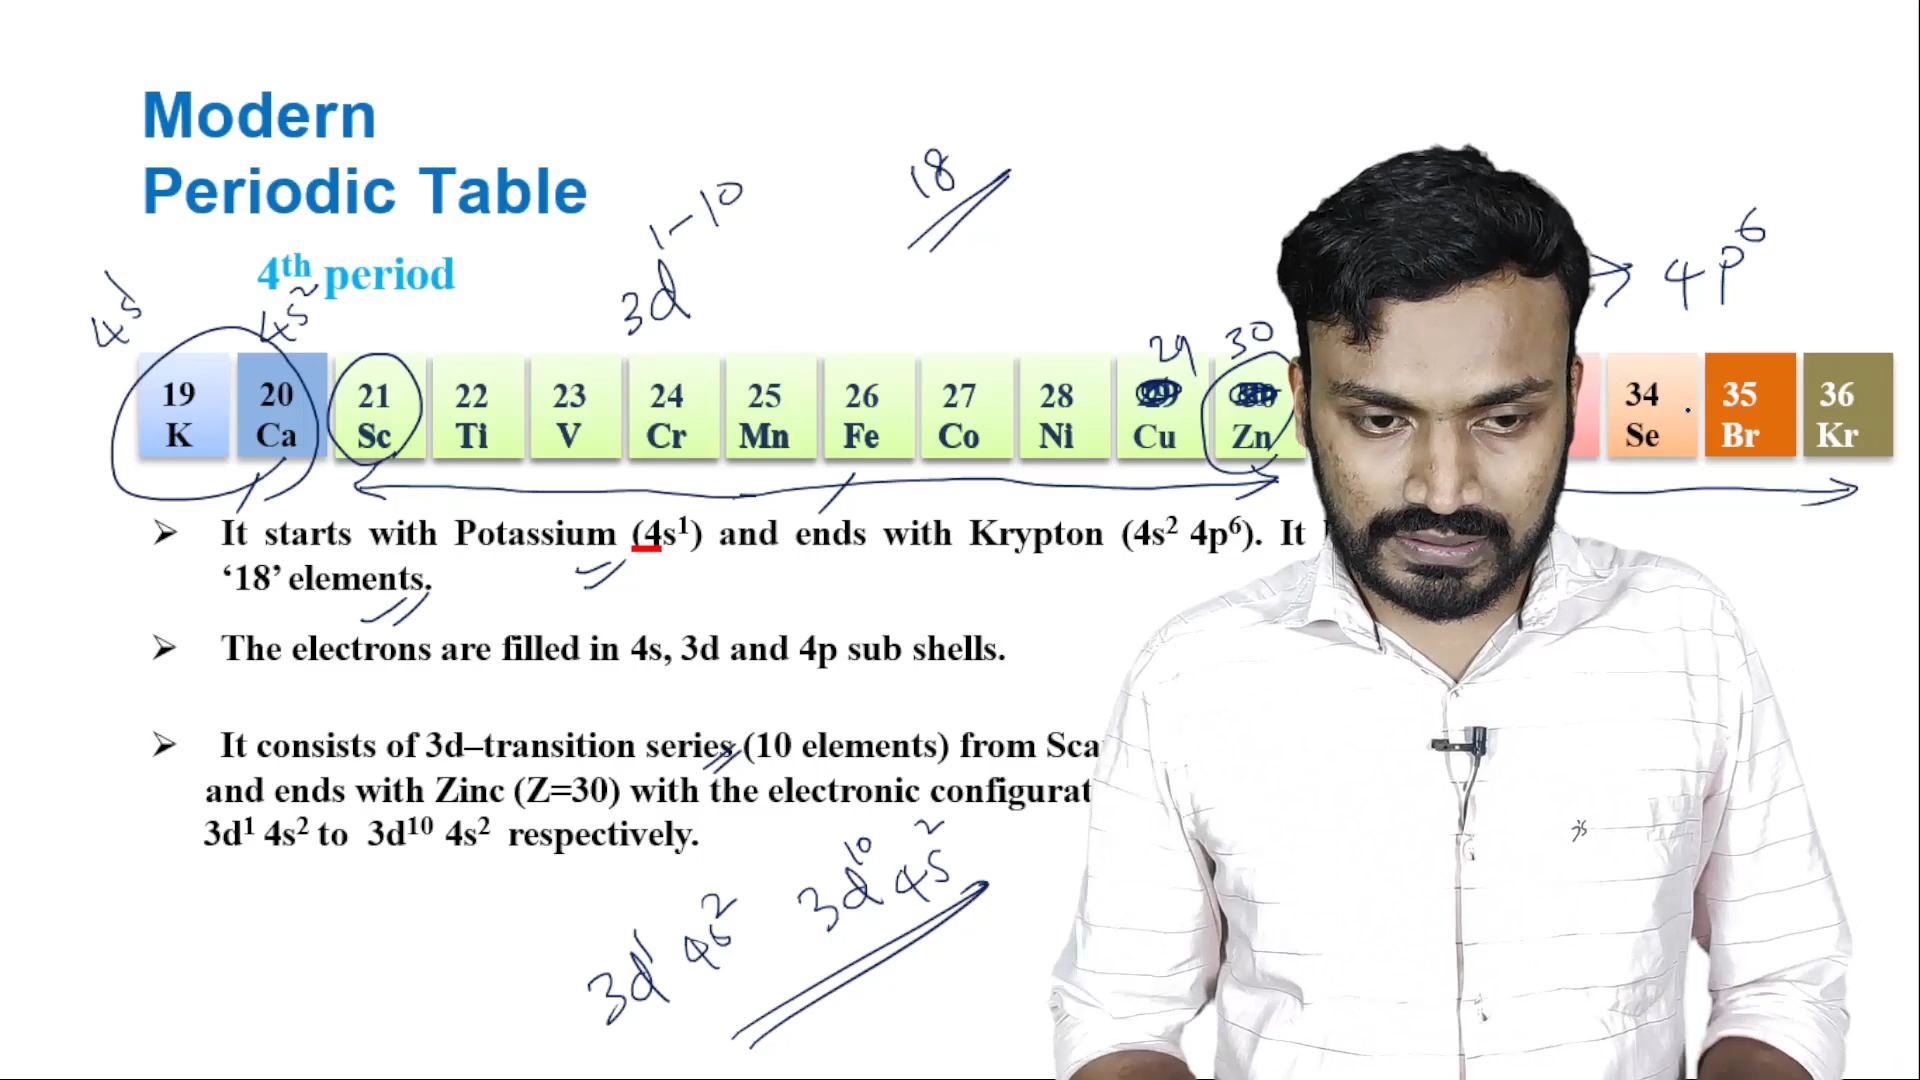 Modern
Periodic Table
4th period
18
1-10
3d
4s1
4s2
→ 4p6
29
30
19 20 21 22 23 24 25 26 27 28 29 30 34 35 36
K Ca Sc Ti V Cr Mn Fe Co Ni Cu Zn Se Br Kr
➢ It starts with Potassium (4s1) and ends with Krypton (4s2 4p6). It
‘18’ elements.
➢ The electrons are filled in 4s, 3d and 4p sub shells.
➢ It consists of 3d–transition series (10 elements) from
and ends with Zinc (Z=30) with the electronic
3d1 4s2 to 3d10 4s2 respectively.
3d1 4s2 3d10 4s2